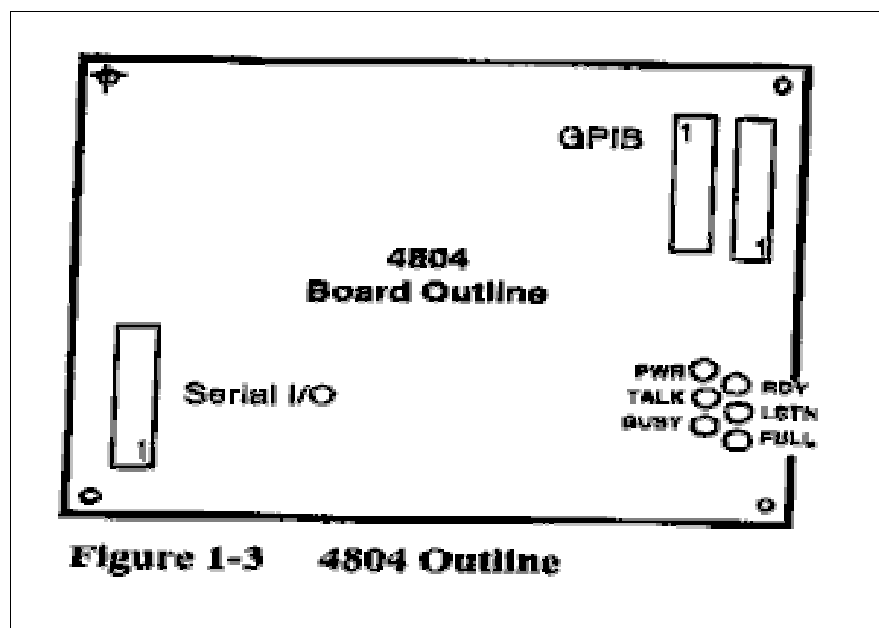 GPIB
1
1
4804
Board Outline
Serial I/O
1
PWR
RDY
TALK
LSTN
BUSY
FULL
Figure 1-3 4804 Outline